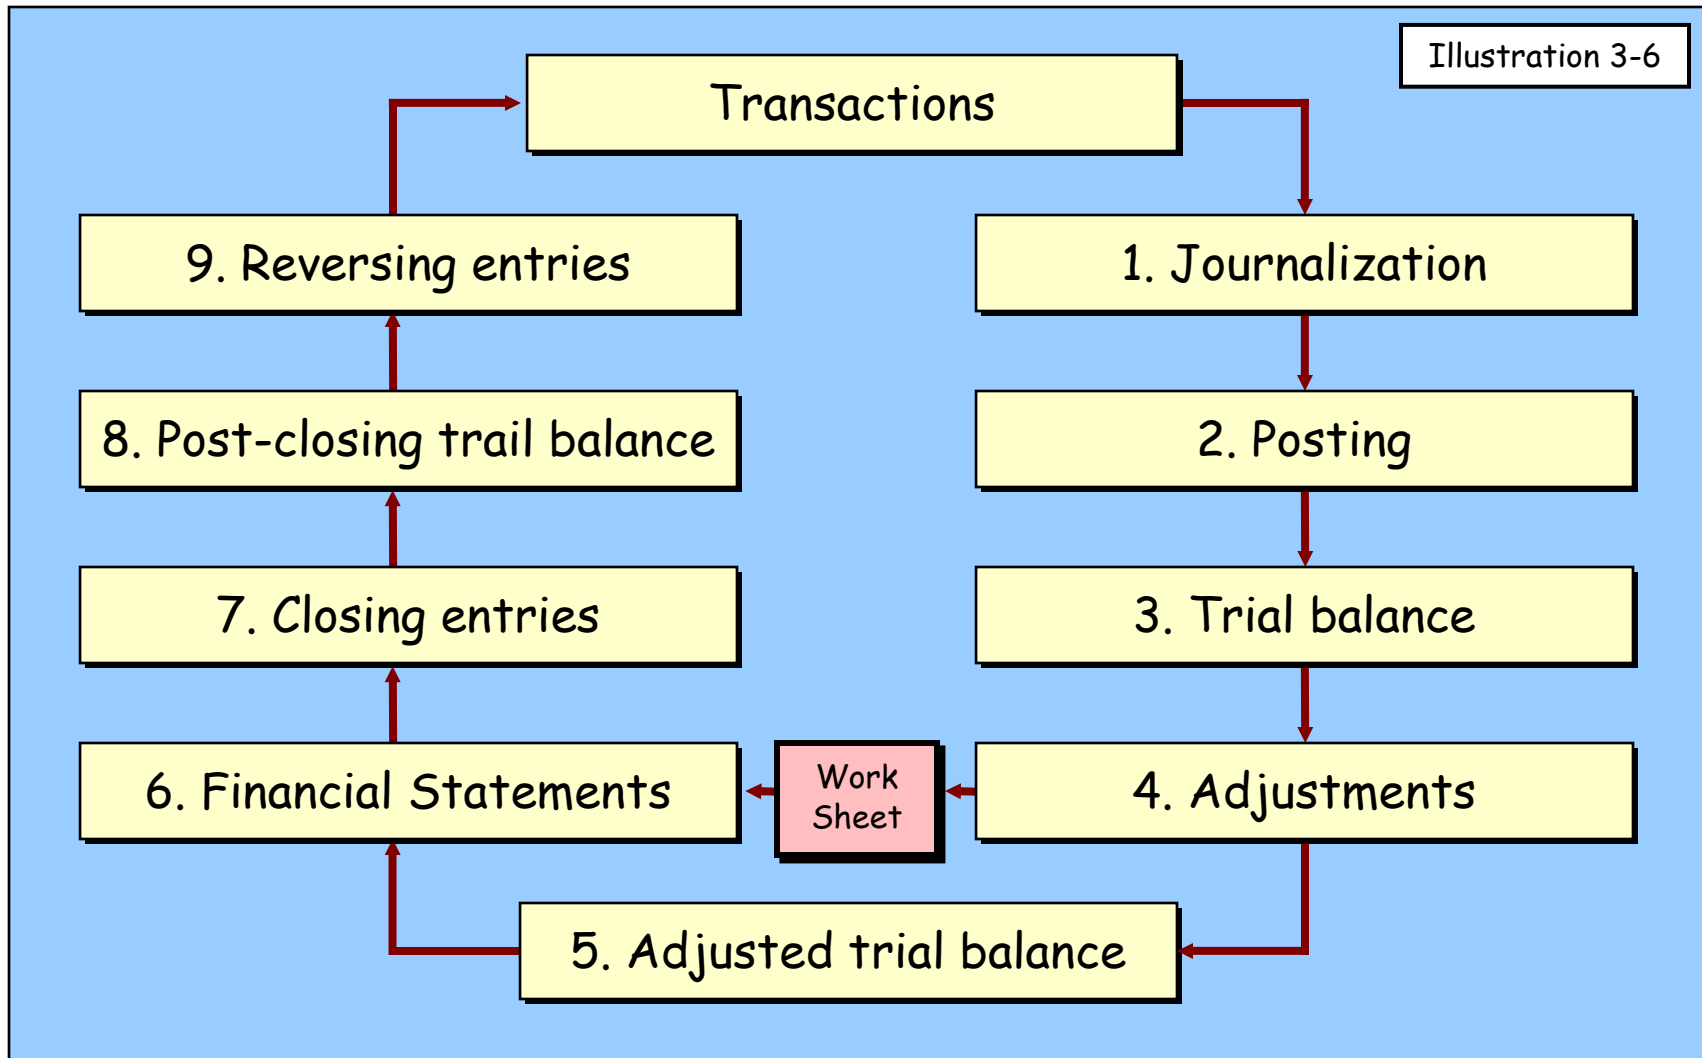 Illustration 3-6
Transactions
1. Journalization
2. Posting
3. Trial balance
4. Adjustments
Work
Sheet
5. Adjusted trial balance
6. Financial Statements
7. Closing entries
8. Post-closing trail balance
9. Reversing entries